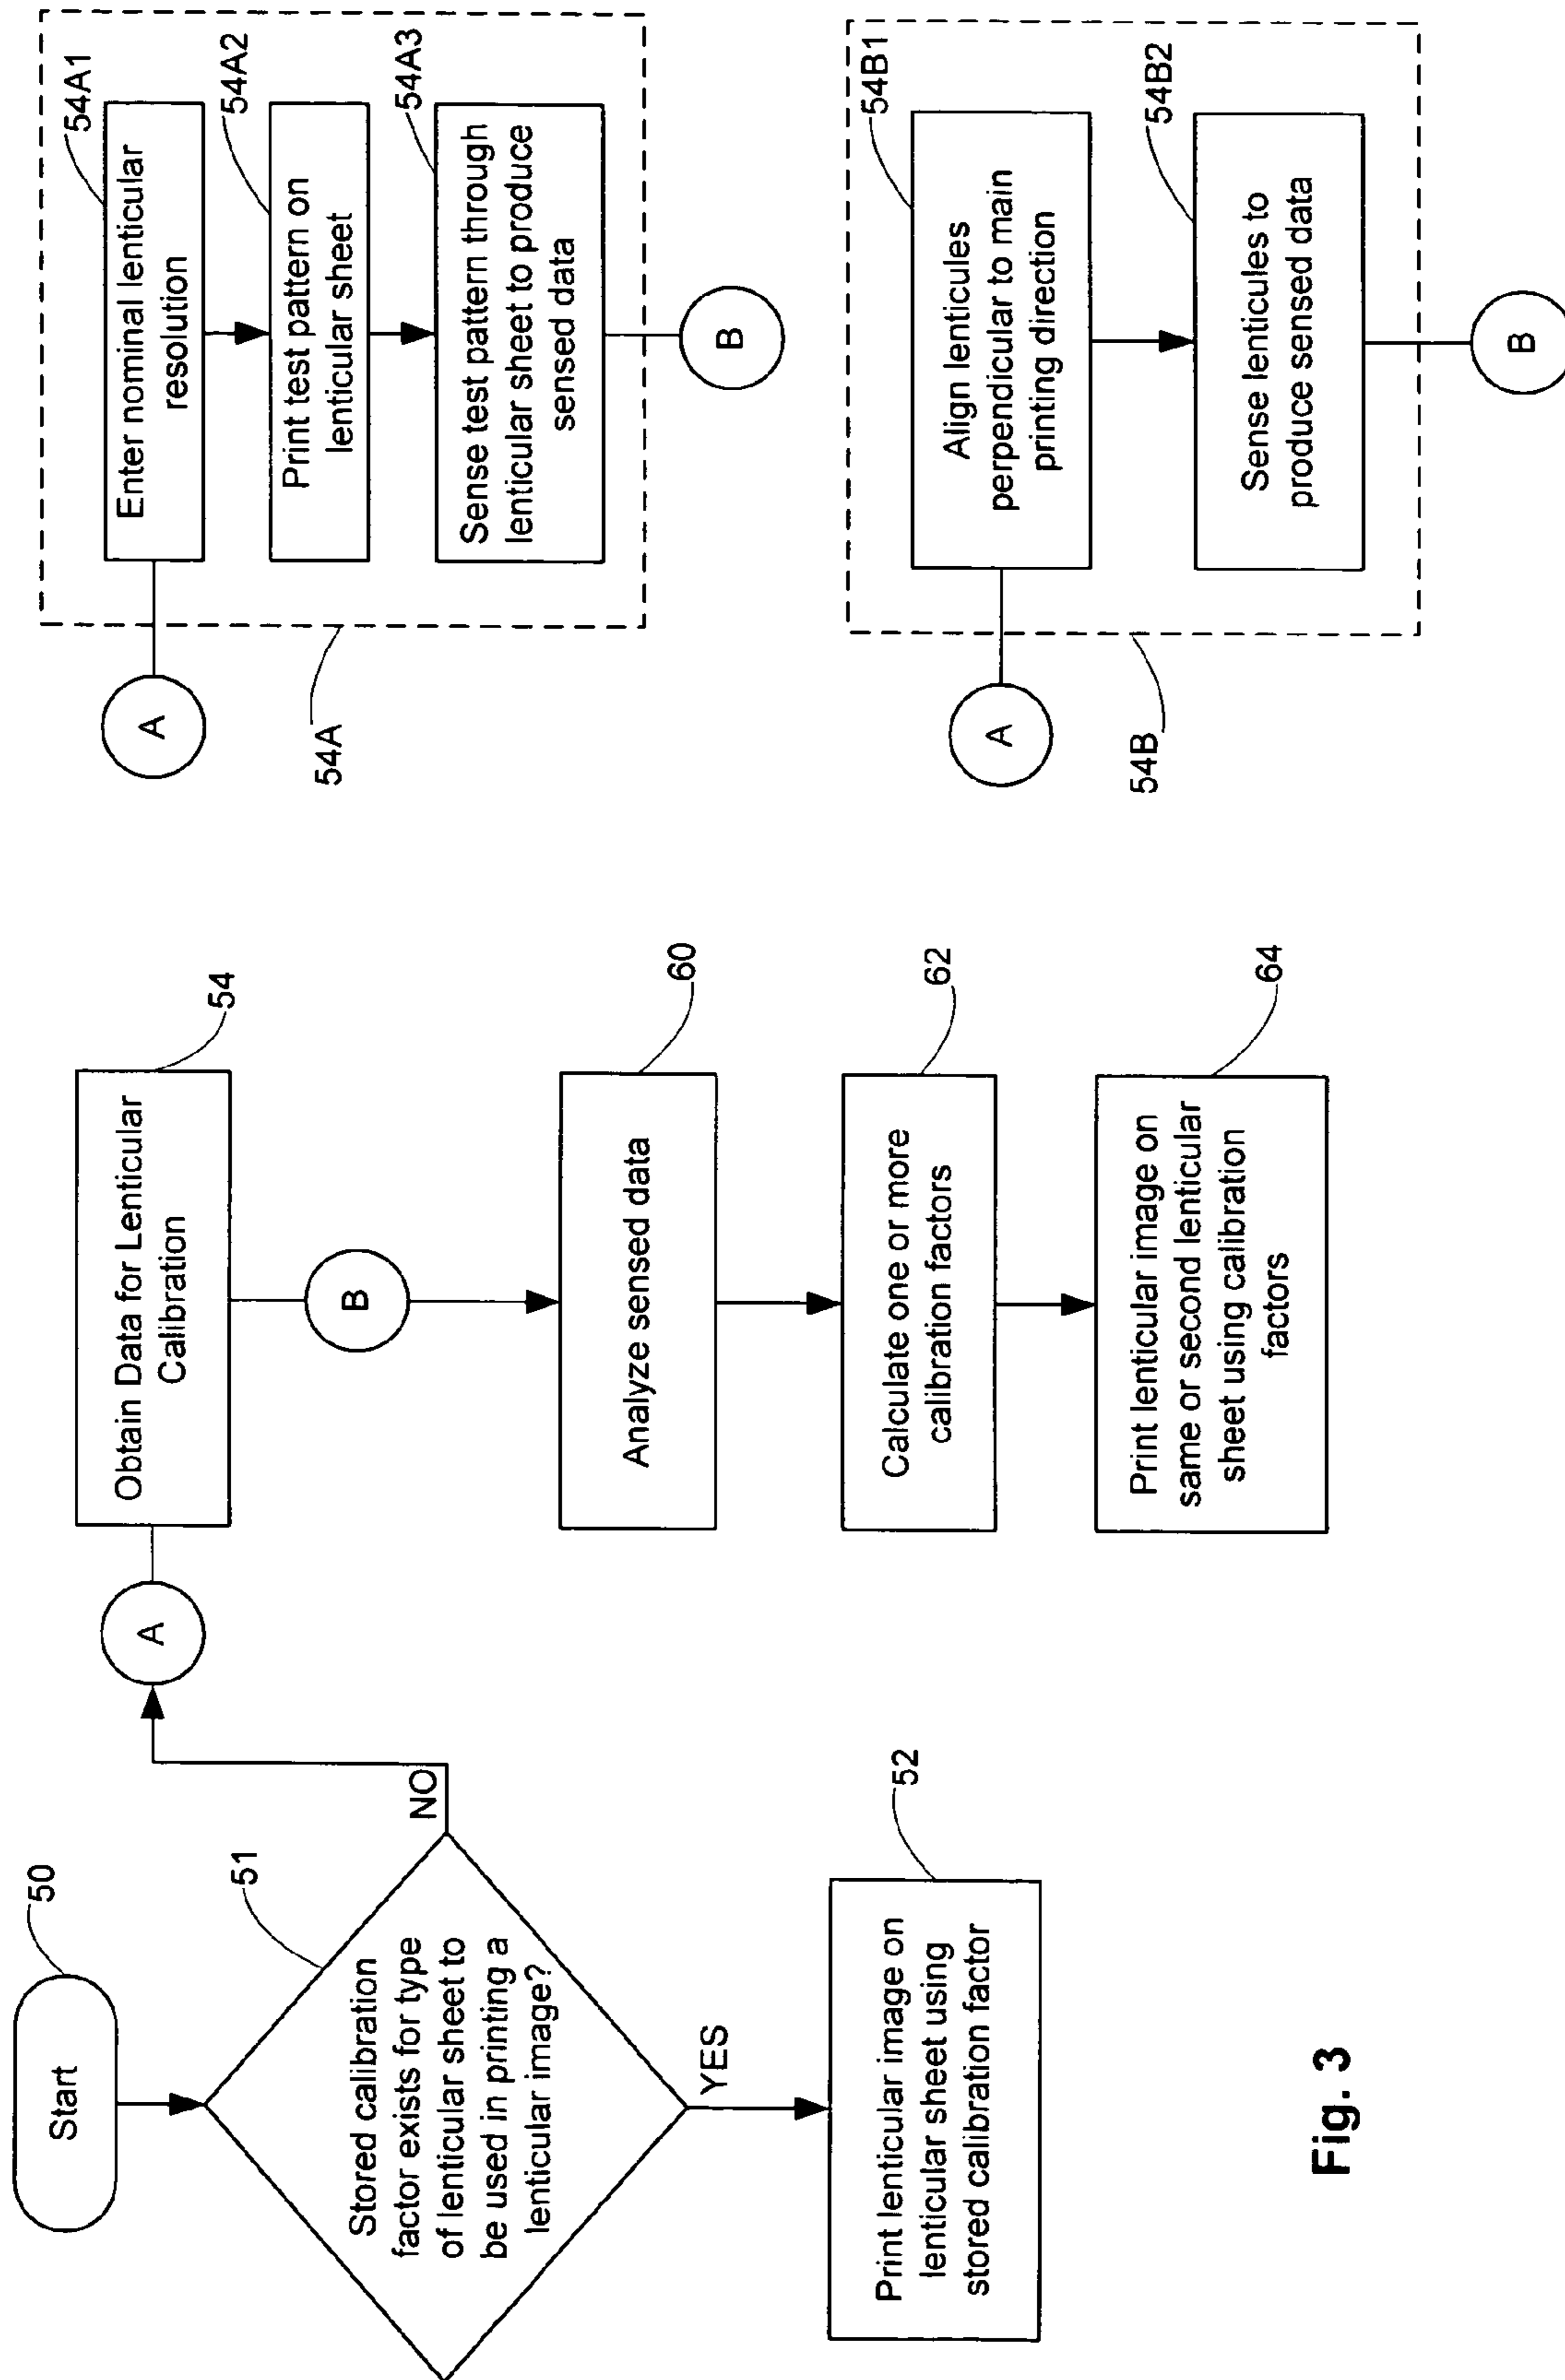 50
Start
51
Stored calibration
factor exists for type
of lenticular sheet to
be used in printing a
lenticular image?
NO
YES
52
Print lenticular image on
lenticular sheet using
stored calibration factor
A
54
Obtain Data for Lenticular
Calibration
B
60
Analyze sensed data
62
Calculate one or more
calibration factors
64
Print lenticular image on
same or second lenticular
sheet using calibration
factors
A
54A
54A1
Enter nominal lenticular
resolution
54A2
Print test pattern on
lenticular sheet
54A3
Sense test pattern through
lenticular sheet to produce
sensed data
B
A
54B
54B1
Align lenticules
perpendicular to main
printing direction
54B2
Sense lenticules to
produce sensed data
B
Fig. 3